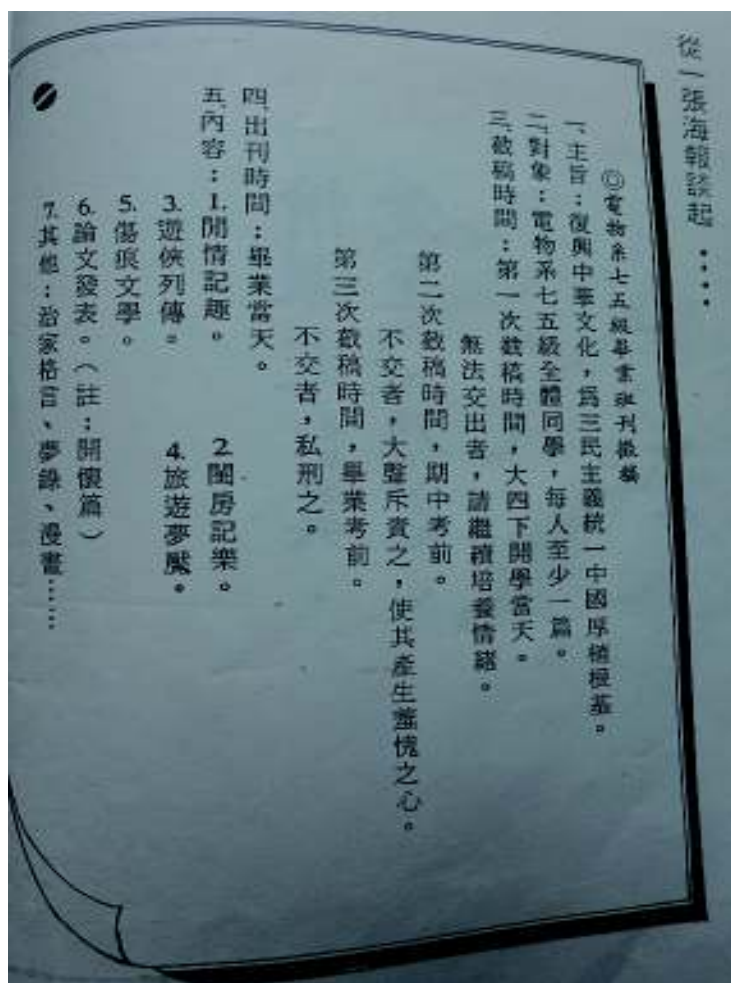 從一張海報談起....
◎電物系七五級畢業班刊徵稿
一、主旨：復興中華文化，為三民主義統一中國厚植根基。
二、對象：電物系七五級全體同學，每人至少一篇。
三、截稿時間：第一次截稿時間，大四下開學當天。
無法交出者，請繼續培養情緒。
第二次截稿時間，期中考前。
不交者，大聲斥責之，使其產生羞愧之心。
第三次截稿時間，畢業考前。
不交者，私刑之。
四、出刊時間：畢業當天。
五、內容：1.閒情記趣。 2.閨房記樂。
3.遊俠列傳。 4.旅遊夢魘。
5.傷痕文學。
6.論文發表。（註：開懷篇）
7.其他：治家格言、夢錄、漫畫……